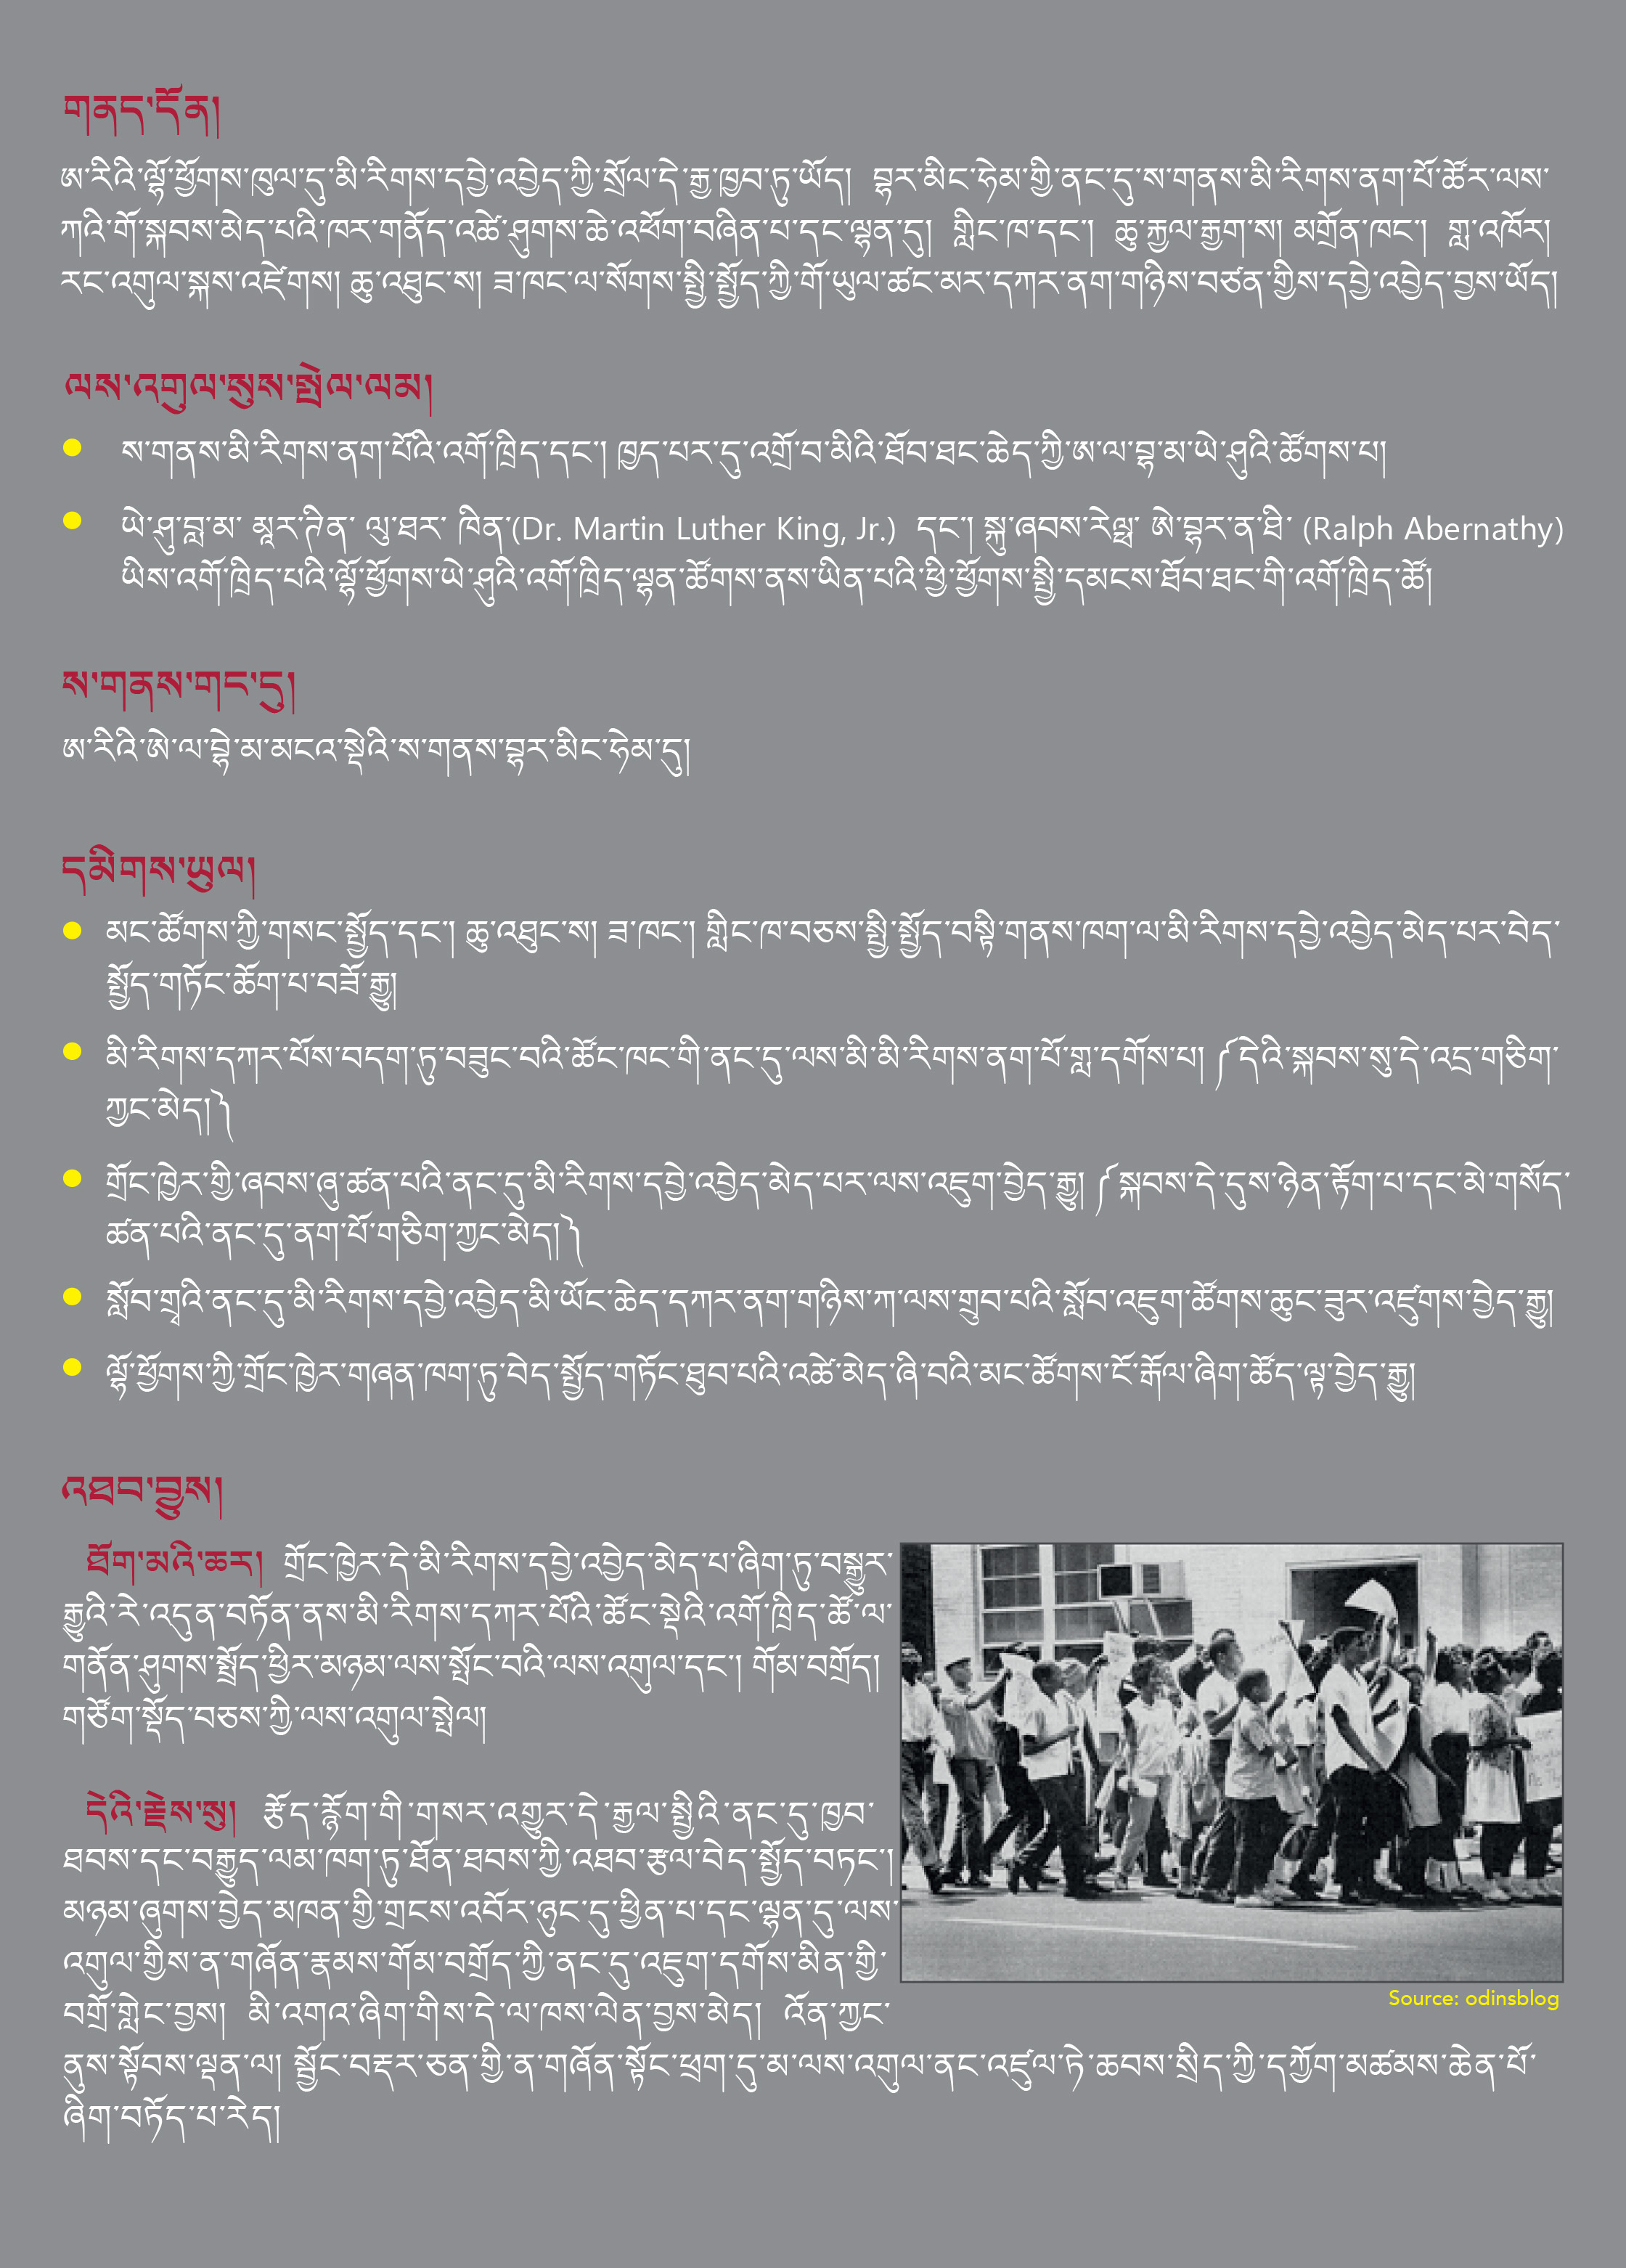 གནད་དོན།
ཨ་རིའི་ལྷོ་ཕྱོགས་ཁུལ་དུ་མི་རིགས་དབྱེ་འབྱེད་ཀྱི་སྲོལ་དེ་རྒྱ་ཁྱབ་ཏུ་ཡོད། བྷར་མིང་ཧེམ་གྱི་ནང་དུ་ས་གནས་མི་རིགས་ནག་པོ་ཚོར་ལས་
ཀའི་གོ་སྐབས་མེད་པའི་ཁར་གནོད་འཚེ་ཤུགས་ཆེ་འཕོག་བཞིན་པ་དང་ལྷན་དུ། གླིང་ཁ་དང་། ཆུ་རྐྱལ་རྒྱག་ས། མགྲོན་ཁང་། གླ་འཁོར།
རང་འགུལ་སྐས་འཛེགས། ཆུ་འཐུང་ས། ཟ་ཁང་ལ་སོགས་སྤྱི་སྤྱོད་ཀྱི་གོ་ཡུལ་ཚང་མར་དཀར་ནག་གཉིས་བཙན་གྱིས་དབྱེ་འབྱེད་བྱས་ཡོད།
ལས་འགུལ་སུས་སྤེལ་ལམ།
● ས་གནས་མི་རིགས་ནག་པོའི་འགོ་ཁྲིད་དང་། ཁྱད་པར་དུ་འགྲོ་བ་མིའི་ཐོབ་ཐང་ཆེད་ཀྱི་ཨ་ལ་བྷ་མ་ཡེ་ཤུའི་ཚོགས་པ།
● ཡེ་ཤུ་བླ་མ་ མཱར་ཊིན་ ལུ་ཐར་ ཁིན་(Dr. Martin Luther King, Jr.) དང་། སྐུ་ཞབས་རེལྥ་ ཨེ་བྷར་ན་ཐི་ (Ralph Abernathy)
ཡིས་འགོ་ཁྲིད་པའི་ལྷོ་ཕྱོགས་ཡེ་ཤུའི་འགོ་ཁྲིད་ལྷན་ཚོགས་ནས་ཡིན་པའི་ཕྱི་ཕྱོགས་སྤྱི་དམངས་ཐོབ་ཐང་གི་འགོ་ཁྲིད་ཚོ།
ས་གནས་གང་དུ།
ཨ་རིའི་ཨེ་ལ་བྷེ་མ་མངའ་སྡེའི་ས་གནས་བྷར་མིང་ཧེམ་དུ།
དམིགས་ཡུལ།
● མང་ཚོགས་ཀྱི་གསང་སྤྱོད་དང་། ཆུ་འཐུང་ས། ཟ་ཁང་། གླིང་ཁ་བཅས་སྤྱི་སྤྱོད་བསྟི་གནས་ཁག་ལ་མི་རིགས་དབྱེ་འབྱེད་མེད་པར་བེད་
སྤྱོད་གཏོང་ཆོག་པ་བཟོ་རྒྱུ།
● མི་རིགས་དཀར་པོས་བདག་ཏུ་བཟུང་བའི་ཚོང་ཁང་གི་ནང་དུ་ལས་མི་མི་རིགས་ནག་པོ་གླ་དགོས་པ། ༼དེའི་སྐབས་སུ་དེ་འདྲ་གཅིག་
ཀྱང་མེད།༽
● གྲོང་ཁྱེར་གྱི་ཞབས་ཞུ་ཚན་པའི་ནང་དུ་མི་རིགས་དབྱེ་འབྱེད་མེད་པར་ལས་འཇུག་བྱེད་རྒྱུ། ༼སྐབས་དེ་དུས་ཉེན་རྟོག་པ་དང་མེ་གསོད་
ཚན་པའི་ནང་དུ་ནག་པོ་གཅིག་ཀྱང་མེད།༽
● སློབ་གྲྭའི་ནང་དུ་མི་རིགས་དབྱེ་འབྱེད་མི་ཡོང་ཆེད་དཀར་ནག་གཉིས་ཀ་ལས་གྲུབ་པའི་སློབ་འཇུག་ཚོགས་ཆུང་ཟུར་འཛུགས་བྱེད་རྒྱུ།
● ལྷོ་ཕྱོགས་ཀྱི་གྲོང་ཁྱེར་གཞན་ཁག་ཏུ་བེད་སྤྱོད་གཏོང་ཐུབ་པའི་འཚེ་མེད་ཞི་བའི་མང་ཚོགས་ངོ་རྒོལ་ཞིག་ཚོད་ལྟ་བྱེད་རྒྱུ།
འཐབ་བྱུས།
ཐོག་མའི་ཆར། གྲོང་ཁྱེར་དེ་མི་རིགས་དབྱེ་འབྱེད་མེད་པ་ཞིག་ཏུ་བསྒྱུར་
རྒྱུའི་རེ་འདུན་བཏོན་ནས་མི་རིགས་དཀར་པོའི་ཚོང་སྡེའི་འགོ་ཁྲིད་ཚོ་ལ་
གནོན་ཤུགས་སྤྲོད་ཕྱིར་མཉམ་ལས་སྤོང་བའི་ལས་འགུལ་དང་། གོམ་བགྲོད།
གཙོག་སྡོད་བཅས་ཀྱི་ལས་འགུལ་སྤེལ།
དེའི་རྗེས་སུ། རྩོད་རྙོག་གི་གསར་འགྱུར་དེ་རྒྱལ་སྤྱིའི་ནང་དུ་ཁྱབ་
ཐབས་དང་བརྒྱུད་ལམ་ཁག་ཏུ་ཐོན་ཐབས་ཀྱི་འཐབ་རྩལ་བེད་སྤྱོད་བཏང་།
མཉམ་ཞུགས་བྱེད་མཁན་གྱི་གྲངས་འབོར་ཉུང་དུ་ཕྱིན་པ་དང་ལྷན་དུ་ལས་
འགུལ་གྱིས་ན་གཞོན་རྣམས་གོམ་བགྲོད་ཀྱི་ནང་དུ་འཇུག་དགོས་མིན་གྱི་
བགྲོ་གླེང་བྱས། མི་འགའ་ཞིག་གིས་དེ་ལ་ཁས་ལེན་བྱས་མེད། འོན་ཀྱང་
ནུས་སྟོབས་ལྡན་ལ། སྦྱོང་བརྡར་ཅན་གྱི་ན་གཞོན་སྟོང་ཕྲག་དུ་མ་ལས་འགུལ་ནང་འཛུལ་ཏེ་ཆབས་སྲིད་ཀྱི་དཀྱོག་མཚམས་ཆེན་པོ་
ཞིག་བཏོད་པ་རེད།
Source: odinsblog